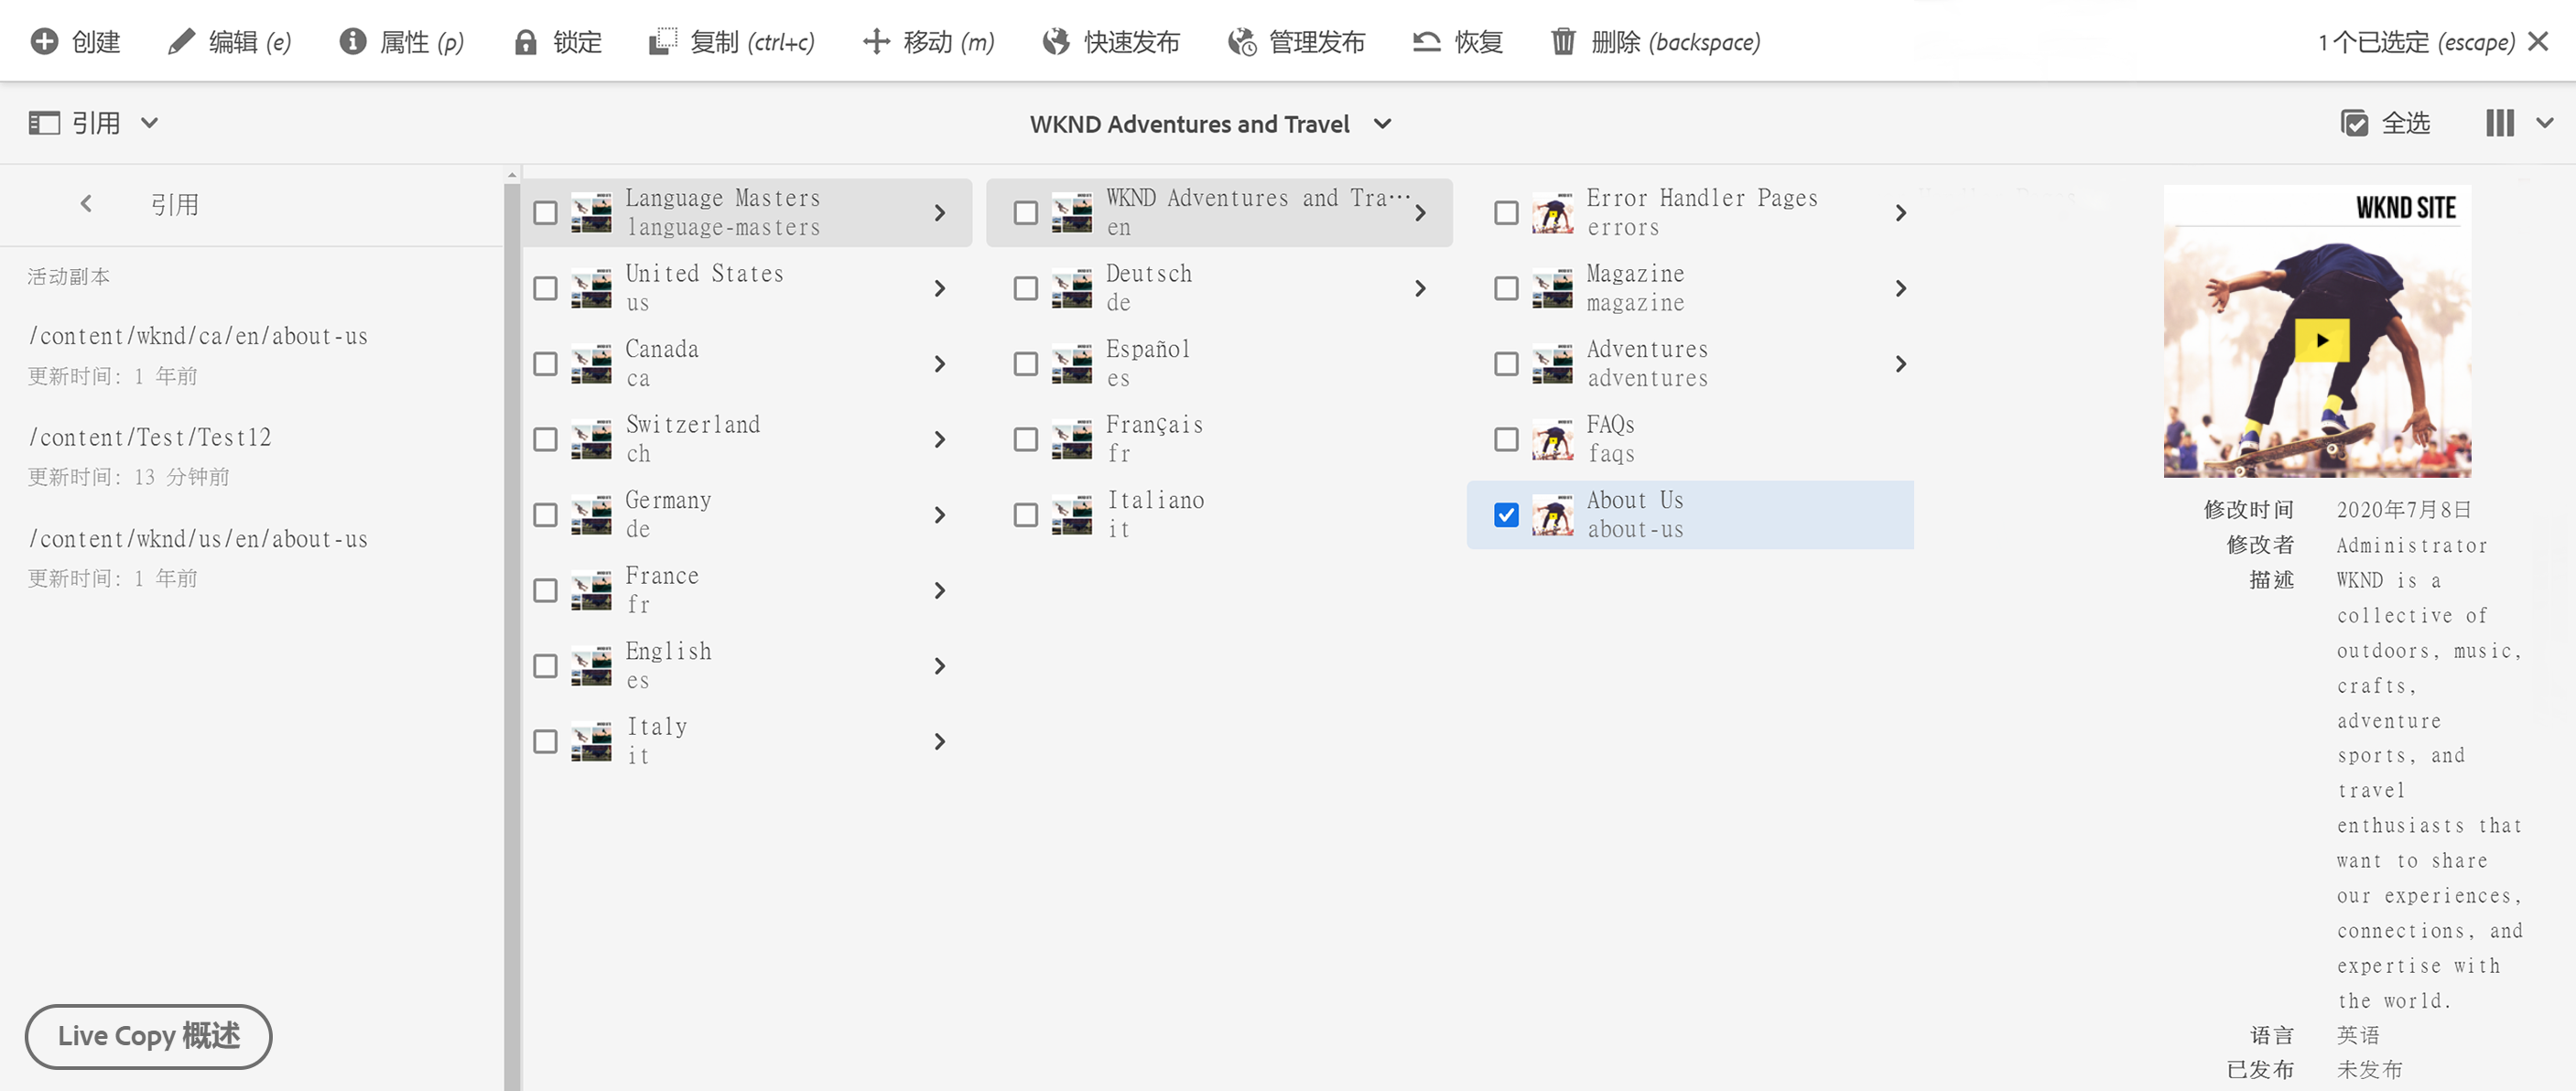 创建 编辑 (e) 属性 (p) 锁定 复制 (ctrl+c) 移动 (m) 快速发布 管理发布 恢复 删除 (backspace) 1 个已选定 (escape)
引用 WKND Adventures and Travel 全选
引用
活动副本
/content/wknd/ca/en/about-us
更新时间: 1 年前
/content/Test/Test12
更新时间: 13 分钟前
/content/wknd/us/en/about-us
更新时间: 1 年前
Live Copy 概述
Language Masters
language-masters
United States
us
Canada
ca
Switzerland
ch
Germany
de
France
fr
English
es
Italy
it
WKND Adventures and Tra…
en
Deutsch
de
Español
es
Français
fr
Italiano
it
Error Handler Pages
errors
Magazine
magazine
Adventures
adventures
FAQs
faqs
About Us
about-us
WKND SITE
修改时间 2020年7月8日
修改者 Administrator
描述 WKND is a
collective of
outdoors, music,
crafts,
adventure
sports, and
travel
enthusiasts that
want to share
our experiences,
connections, and
expertise with
the world.
语言 英语
已发布 未发布